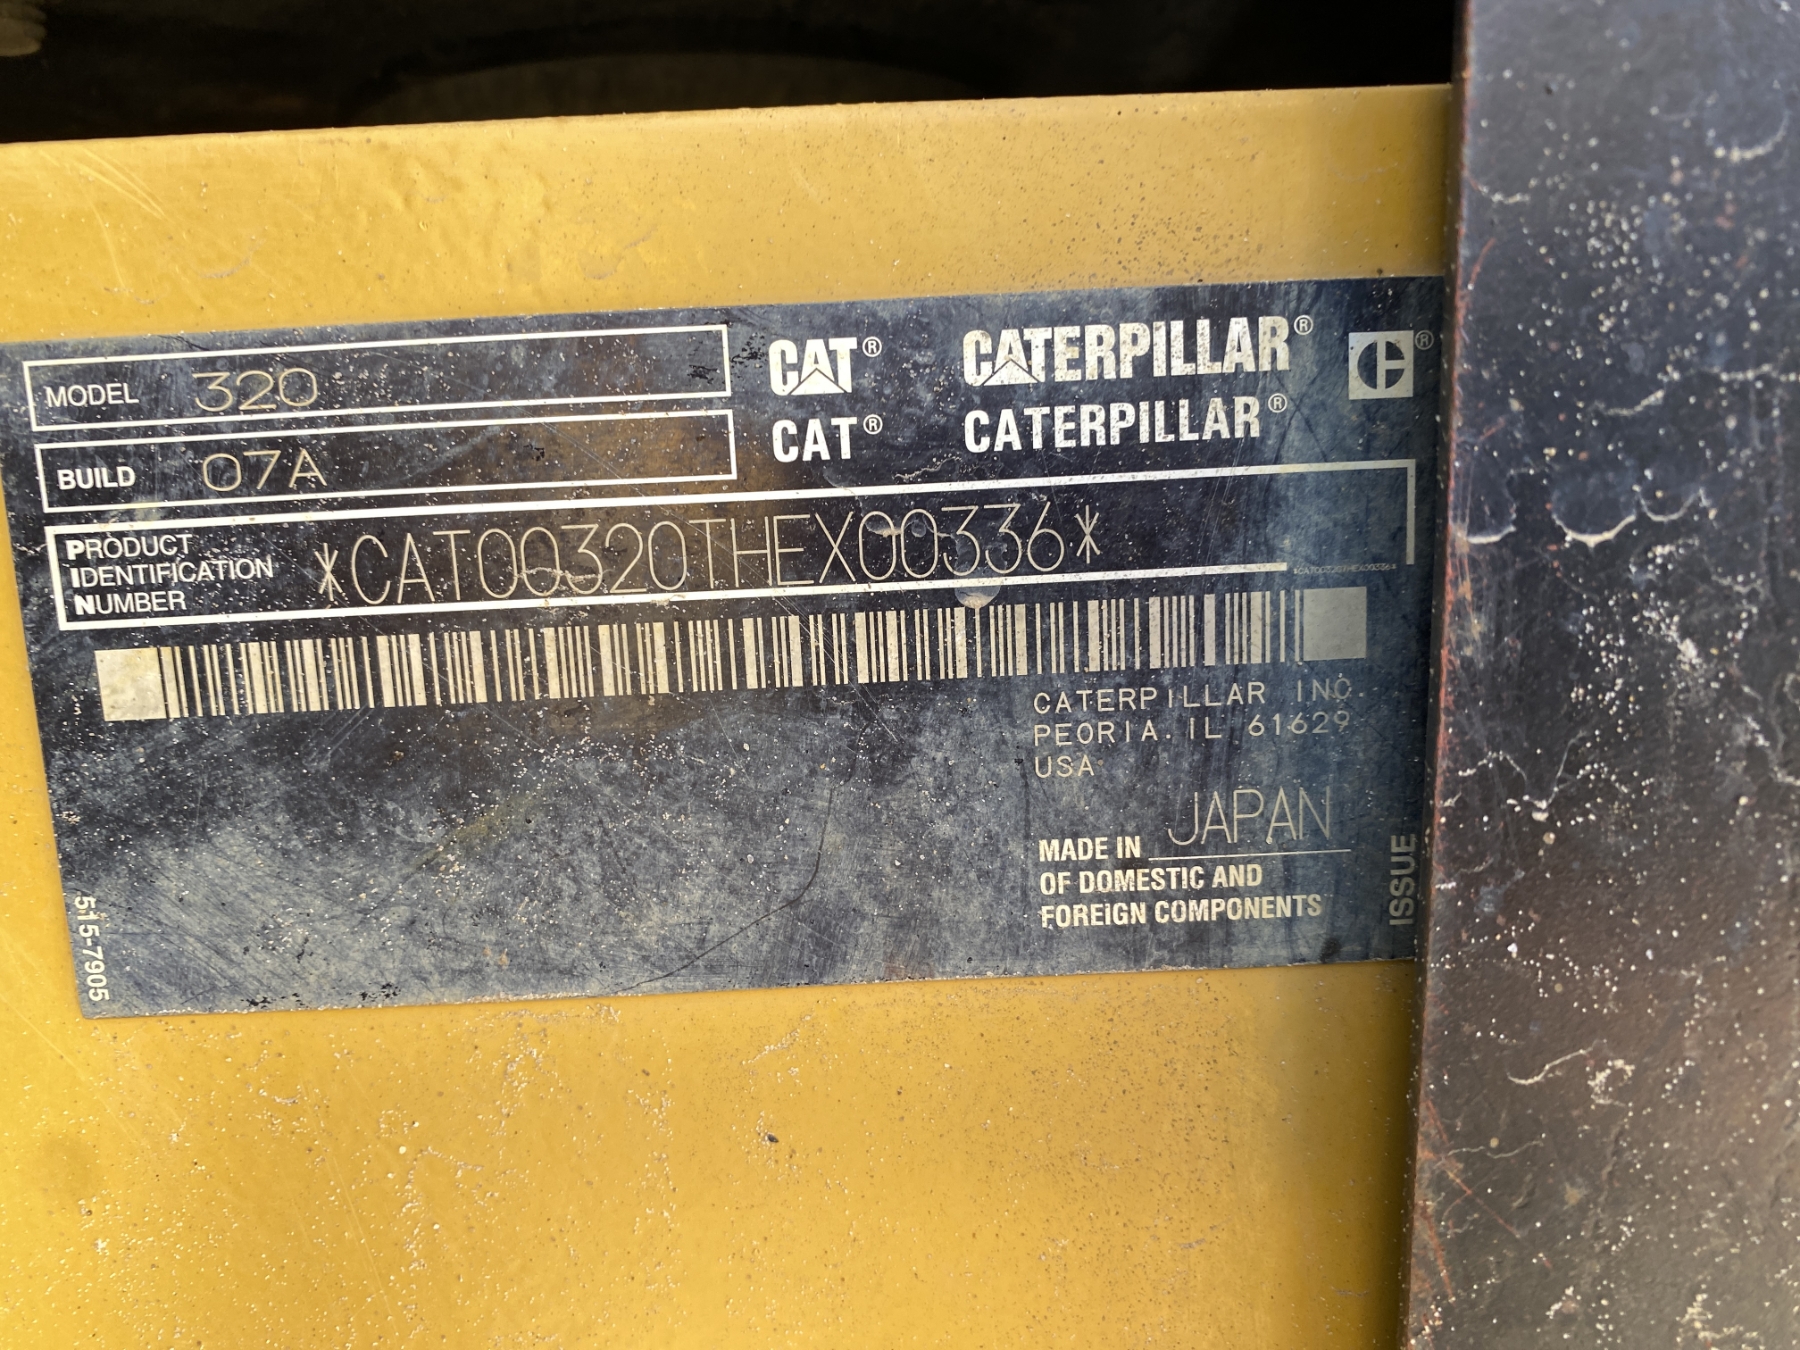 MODEL 320
BUILD 07A
CAT® CATERPILLAR® C®
CAT® CATERPILLAR®
PRODUCT
IDENTIFICATION
NUMBER
*CAT00320THEX00336*
*CAT00320THEX00336*
CATERPILLAR INC.
PEORIA. IL 61629
USA
MADE IN JAPAN
OF DOMESTIC AND
FOREIGN COMPONENTS
ISSUE
515-7905